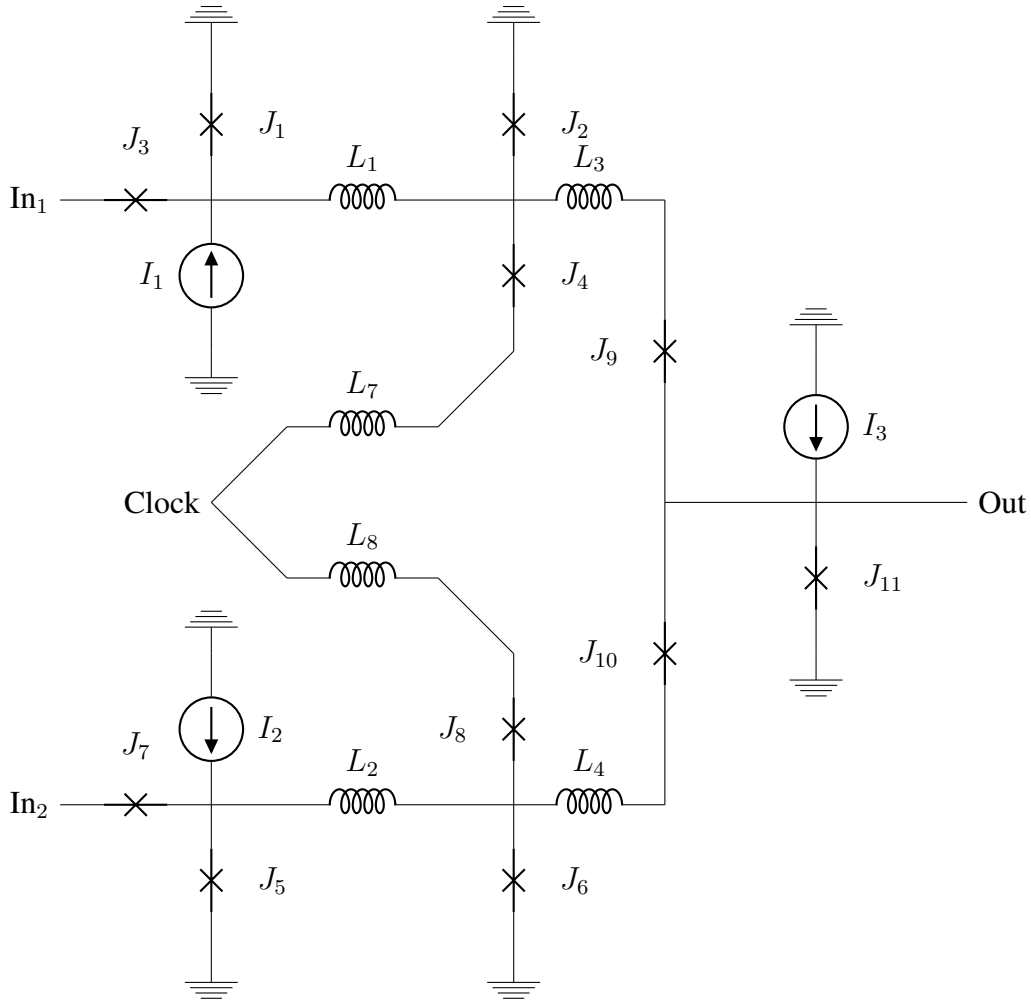 J₁
J₂
J₃
L₁
L₃
In₁
I₁
J₄
J₉
L₇
I₃
Clock
Out
L₈
J₁₁
J₁₀
I₂
J₇
J₈
L₂
L₄
In₂
J₅
J₆